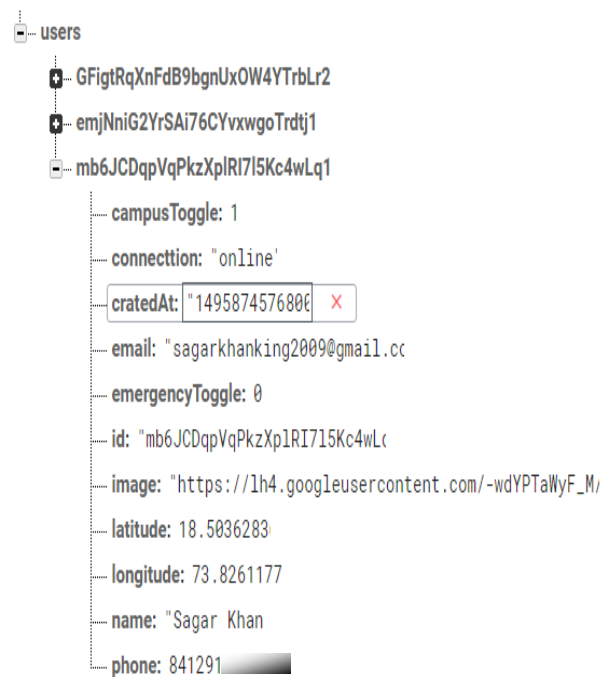 users
GFigtRqXnFdB9bgnUxOW4YTrbLr2
emjNniG2YrSAi76CYvxwgoTrdtj1
mb6JCDqpVqPkzXplRI7l5Kc4wLq1
campusToggle: 1
connecttion: "online'
cratedAt: "1495874576800
email: "sagarkhanking2009@gmail.cc
emergencyToggle: 0
id: "mb6JCDqpVqPkzXplRI7l5Kc4wL
image: "https://lh4.googleusercontent.com/-wdYPTaWyF_M/
latitude: 18.5036283
longitude: 73.8261177
name: "Sagar Khan
phone: 841291